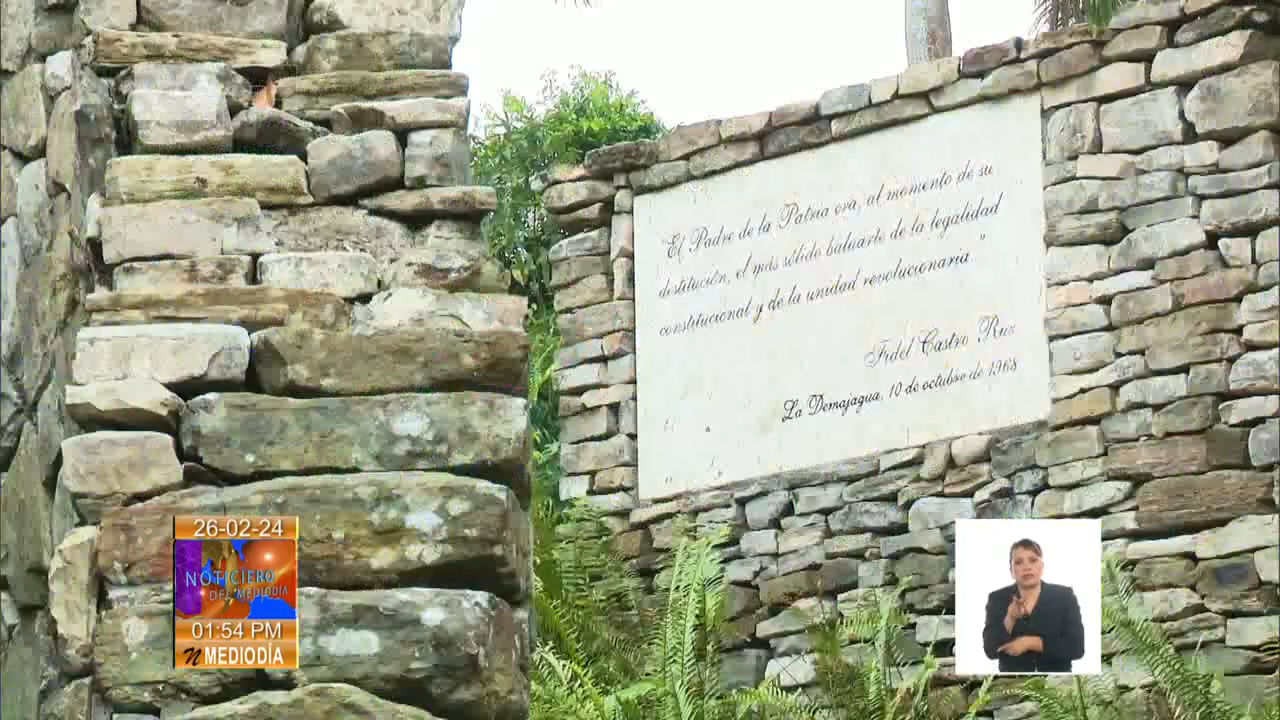 "El Padre de la Patria era, al momento de su
destitución, el más sólido baluarte de la legalidad
constitucional y de la unidad revolucionaria."
Fidel Castro Ruz
La Demajagua, 10 de octubre de 1968
26-02-24
NOTICIERO
DEL MEDIODÍA
01:54 PM
MEDIODÍA